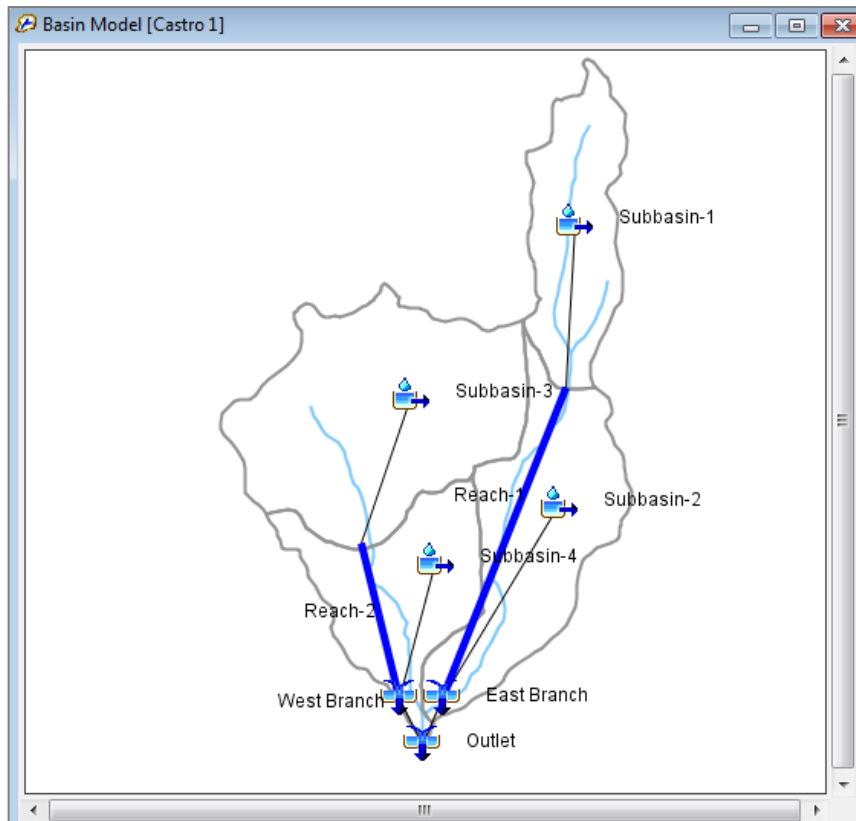 Basin Model [Castro 1]
Subbasin-1
Subbasin-3
Reach-1
Subbasin-2
Subbasin-4
Reach-2
West Branch
East Branch
Outlet